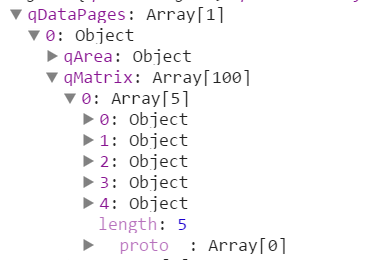 qDataPages: Array[1]
0: Object
qArea: Object
qMatrix: Array[100]
0: Array[5]
0: Object
1: Object
2: Object
3: Object
4: Object
length: 5
proto : Array[0]